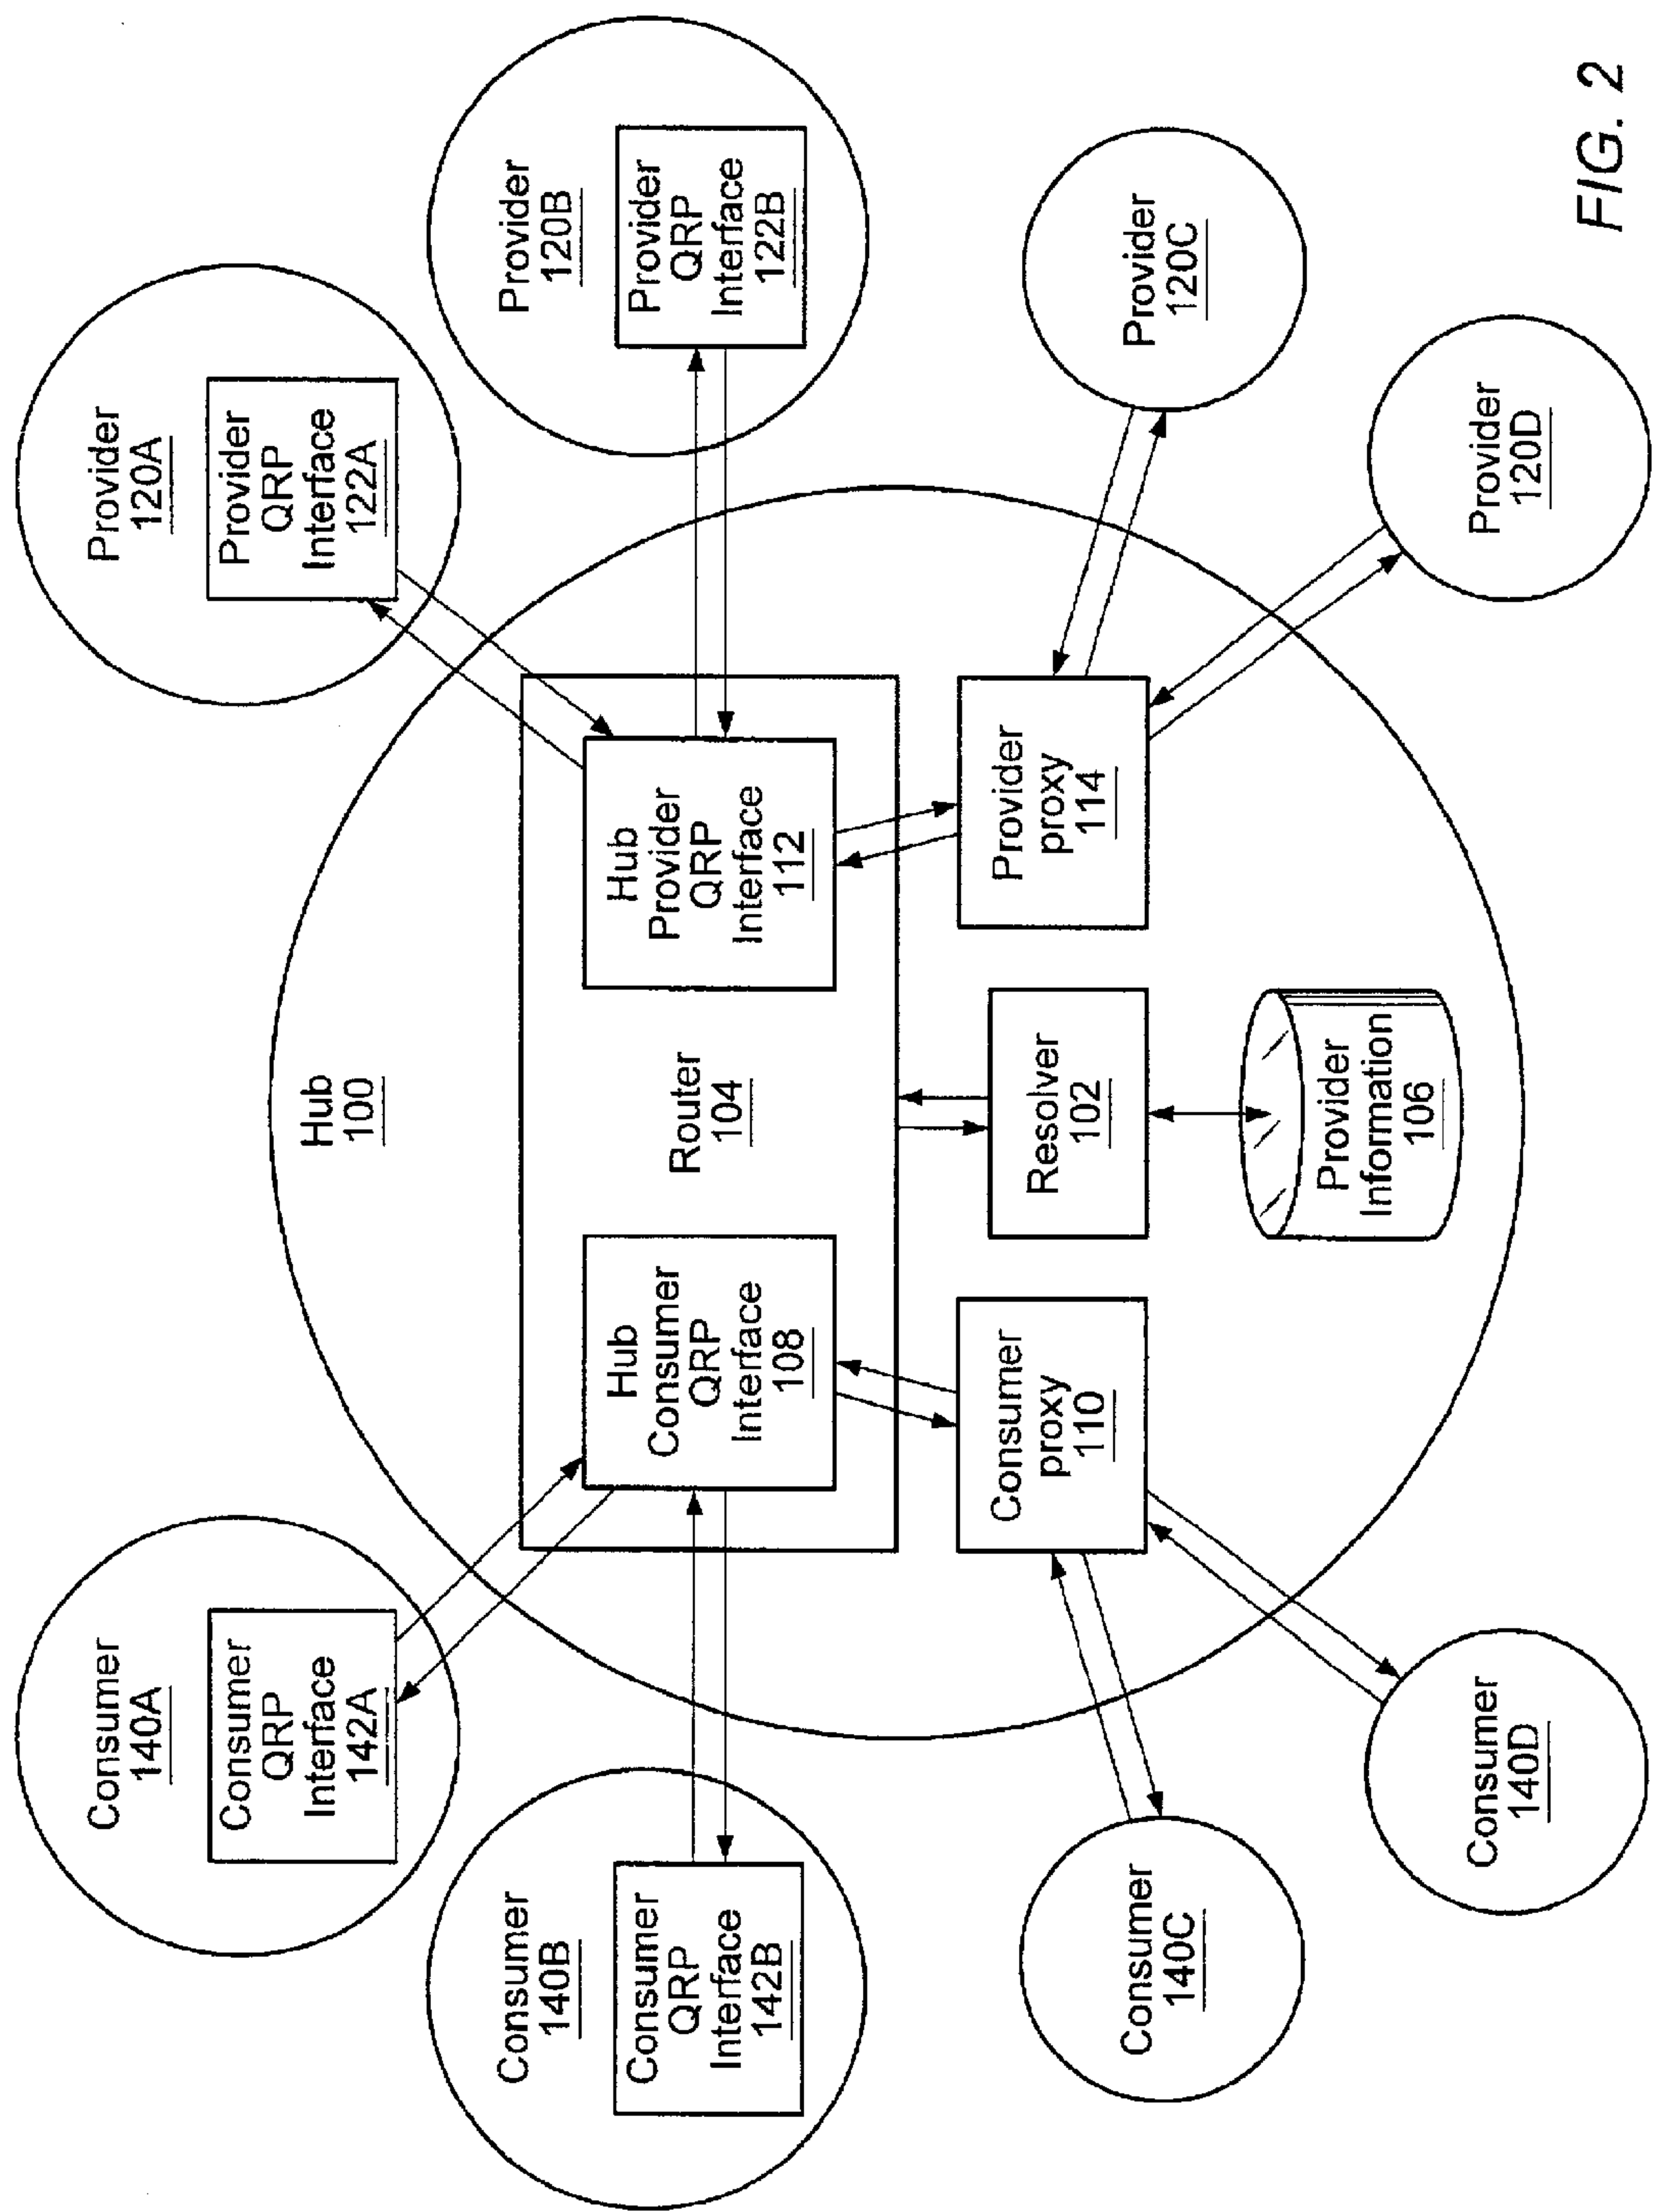 Consumer
140A
Consumer
QRP
Interface
142A
Consumer
140B
Consumer
QRP
Interface
142B
Consumer
140C
Consumer
140D
Hub
100
Router
104
Hub
Consumer
QRP
Interface
108
Hub
Provider
QRP
Interface
112
Consumer
proxy
110
Resolver
102
Provider
proxy
114
Provider
Information
106
Provider
120A
Provider
QRP
Interface
122A
Provider
120B
Provider
QRP
Interface
122B
Provider
120C
Provider
120D
FIG. 2